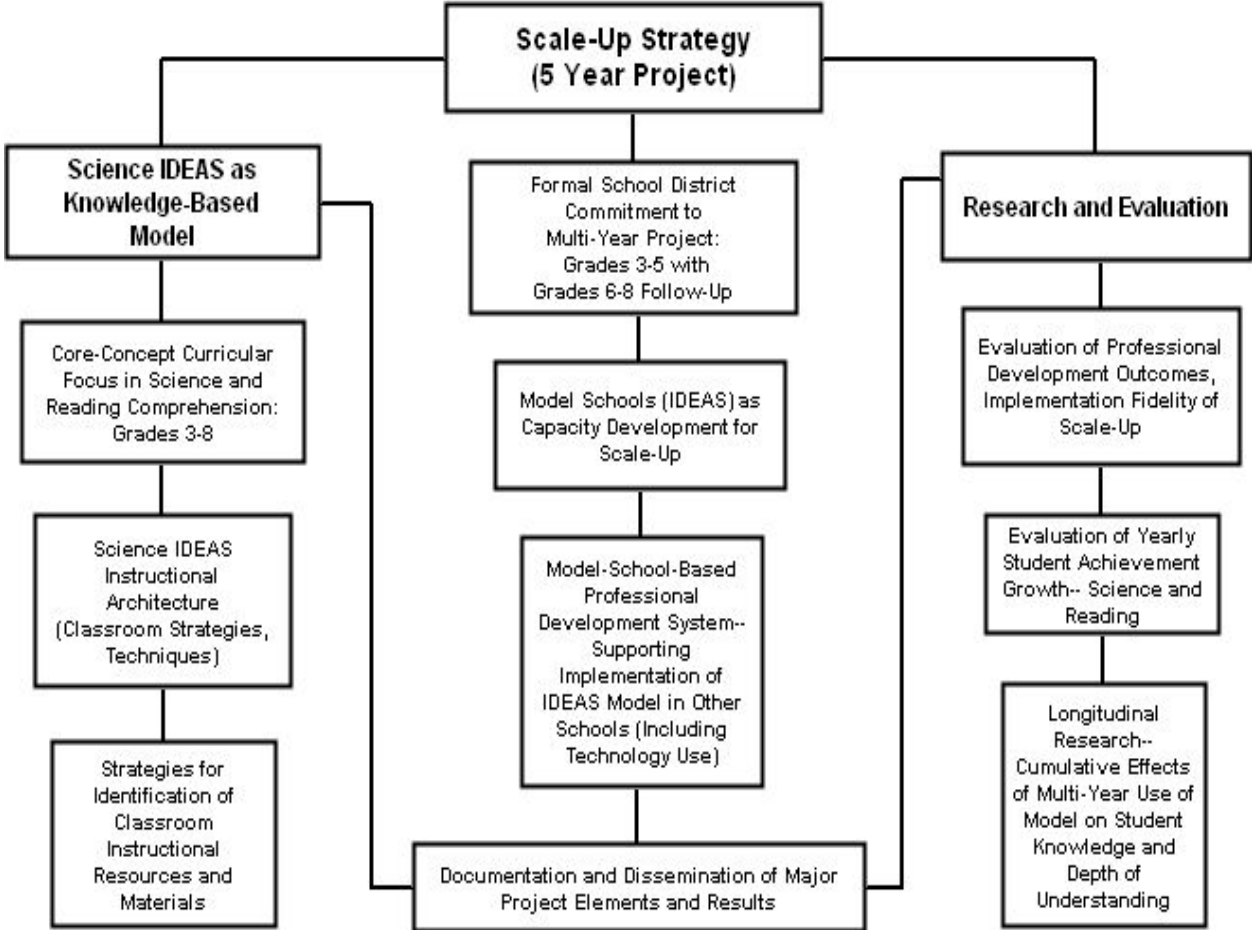 Scale-Up Strategy
(5 Year Project)
Science IDEAS as
Knowledge-Based
Model
Core-Concept Curricular
Focus in Science and
Reading Comprehension:
Grades 3-8
Science IDEAS
Instructional
Architecture
(Classroom Strategies,
Techniques)
Strategies for
Identification of
Classroom
Instructional
Resources and
Materials
Formal School District
Commitment to
Multi-Year Project:
Grades 3-5 with
Grades 6-8 Follow-Up
Model Schools (IDEAS) as
Capacity Development for
Scale-Up
Model-School-Based
Professional
Development System--
Supporting
Implementation of
IDEAS Model in Other
Schools (Including
Technology Use)
Documentation and Dissemination of Major
Project Elements and Results
Research and Evaluation
Evaluation of Professional
Development Outcomes,
Implementation Fidelity of
Scale-Up
Evaluation of Yearly
Student Achievement
Growth-- Science and
Reading
Longitudinal
Research--
Cumulative Effects
of Multi-Year Use of
Model on Student
Knowledge and
Depth of
Understanding